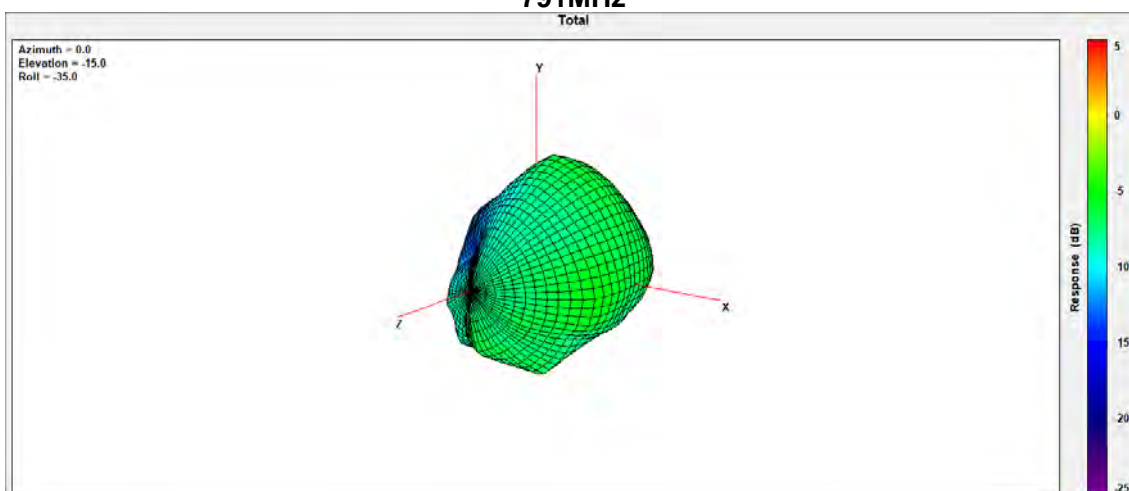 791MHz
Total
Azimuth = 0.0
Elevation = -15.0
Roll = -35.0
Y
X
Z
5
0
-5
-10
-15
-20
-25
Response (dB)